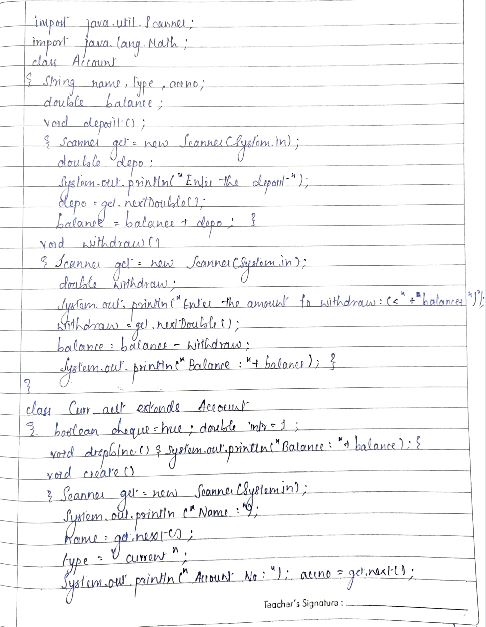 import java.util.Scanner;
import java.lang.Math;
class Account
{ String name, type, accno;
double balance;
void deposit();
{ Scanner get = new Scanner(System.in);
double depo;
System.out.println("Enter the deposit");
depo = get.nextDouble();
balance = balance + depo; }
void withdraw()
{ Scanner get = new Scanner(System.in);
double withdraw;
System.out.println("Enter the amount to withdraw: (<" + "balance+")");
withdraw = get.nextDouble();
balance = balance - withdraw;
System.out.println("Balance : "+ balance); }
}
class Curr_acct extends Account
{ boolean cheque=true; double = 1;
void () { System.out.println("Balance : "+ balance); }
void create()
{ Scanner get = new Scanner(System.in);
System.out.println("Name : ");
name = get.next();
type = "current";
System.out.println("Account No : "); accno = get.next();
Teacher's Signature :